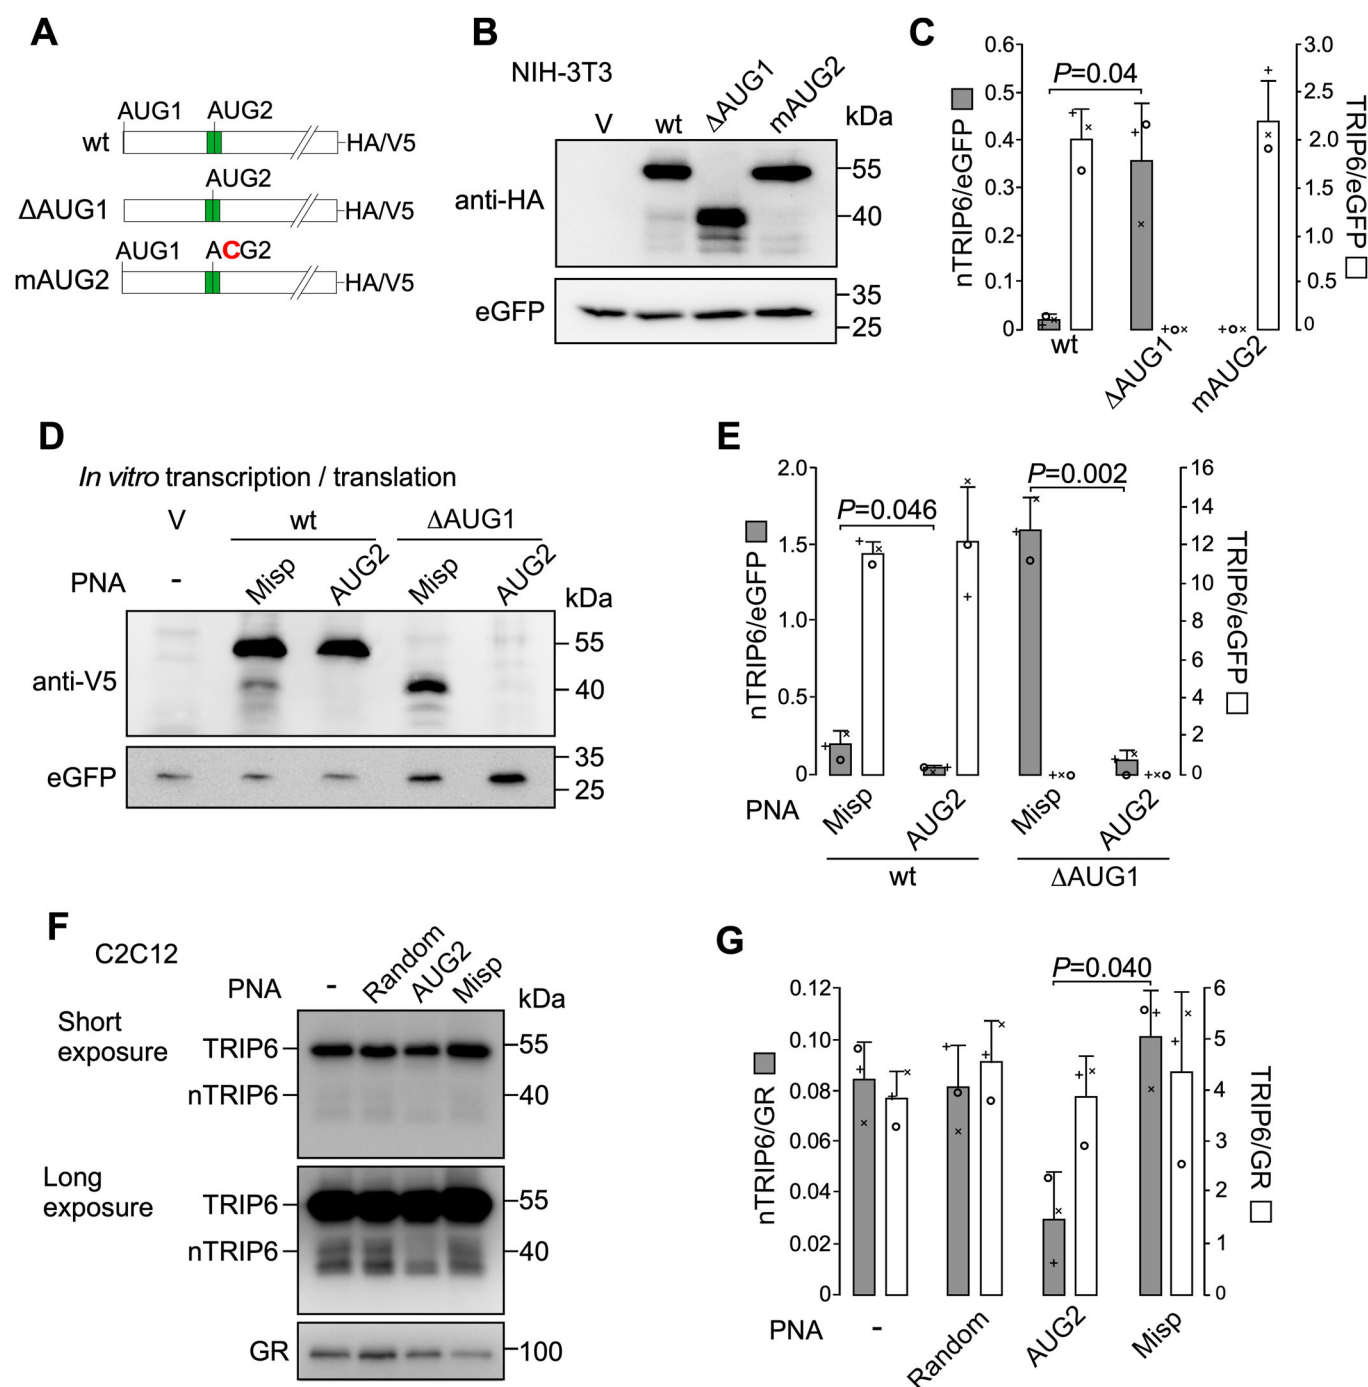 A
AUG1 AUG2
wt -HA/V5
AUG2
ΔAUG1 -HA/V5
AUG1 ACG2
mAUG2 -HA/V5
B
NIH-3T3
V wt ΔAUG1 mAUG2 kDa
anti-HA
55
40
eGFP
35
25
C
nTRIP6/eGFP
0.6
0.5
0.4
0.3
0.2
0.1
0
P=0.04
3.0
2.5
2.0
1.5
1.0
0.5
0
TRIP6/eGFP
wt ΔAUG1 mAUG2
D
In vitro transcription / translation
V wt ΔAUG1
PNA - Misp AUG2 Misp AUG2 kDa
anti-V5
55
40
eGFP
35
25
E
nTRIP6/eGFP
2.0
1.5
1.0
0.5
0
P=0.046
P=0.002
16
14
12
10
8
6
4
2
0
TRIP6/eGFP
PNA Misp AUG2 Misp AUG2
wt ΔAUG1
F
C2C12
PNA - Random AUG2 Misp kDa
Short
exposure
TRIP6 55
nTRIP6 40
Long
exposure
TRIP6 55
nTRIP6 40
GR 100
G
nTRIP6/GR
0.12
0.10
0.08
0.06
0.04
0.02
0
P=0.040
6
5
4
3
2
1
0
TRIP6/GR
PNA - Random AUG2 Misp